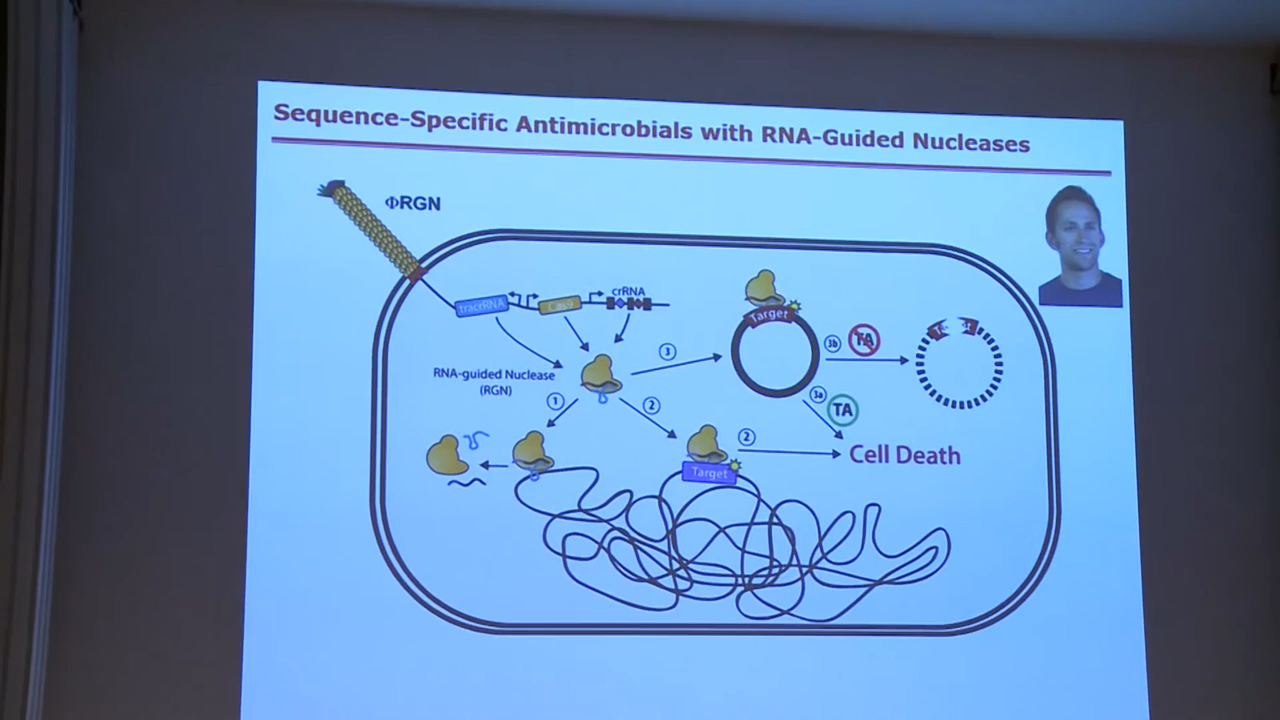 Sequence-Specific Antimicrobials with RNA-Guided Nucleases
ΦRGN
tracrRNA
Cas9
crRNA
RNA-guided Nuclease
(RGN)
1
2
3
Target
3b
TA
3a
TA
Target
2
Cell Death